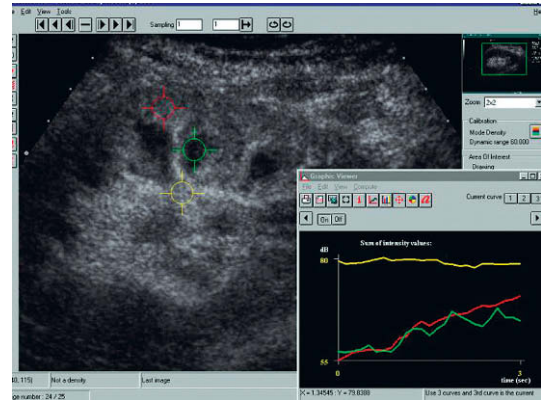 Edit View Tools
Sampling 1 1
Zoom 2x2
Calibration
Mode Density
Dynamic range 60.000
Area Of Interest
Drawing
Graphic Viewer
File Edit View Compute
Current curve 1 2 3
On Off
Sum of intensity values:
dB
80
55
0
3
time (sec)
, 115) Not a density Last image
X = 1.34545 : Y = 79.8388 Use 3 curves and 3rd curve is the current
ge number : 24 / 25